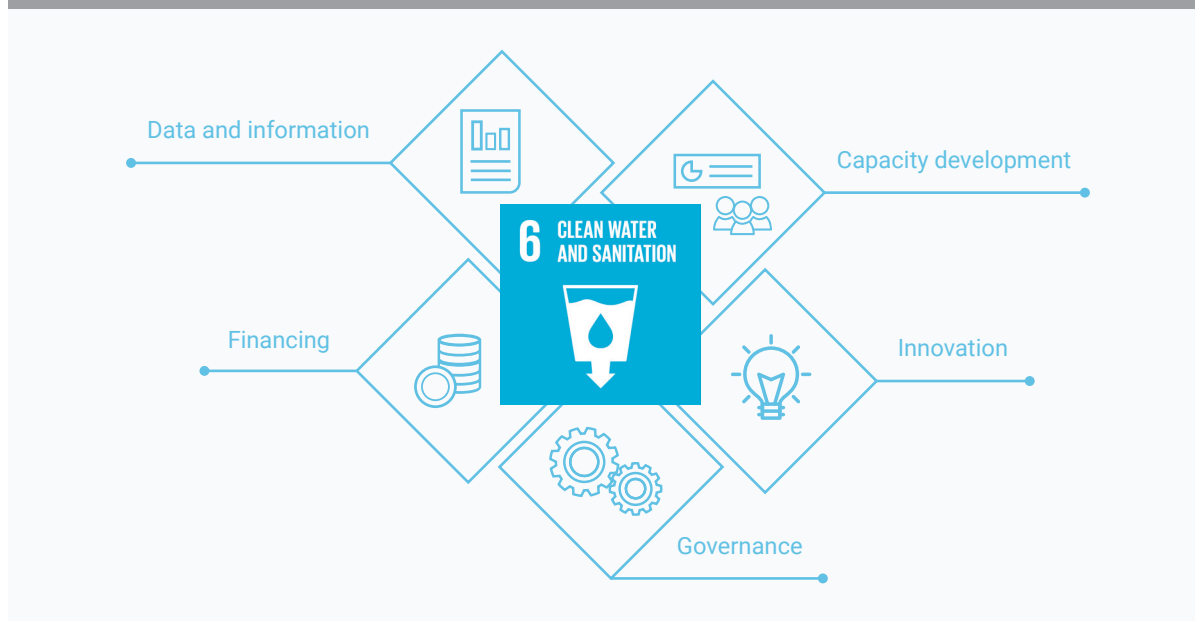 Data and information
Capacity development
6 CLEAN WATER
AND SANITATION
Financing
Innovation
Governance